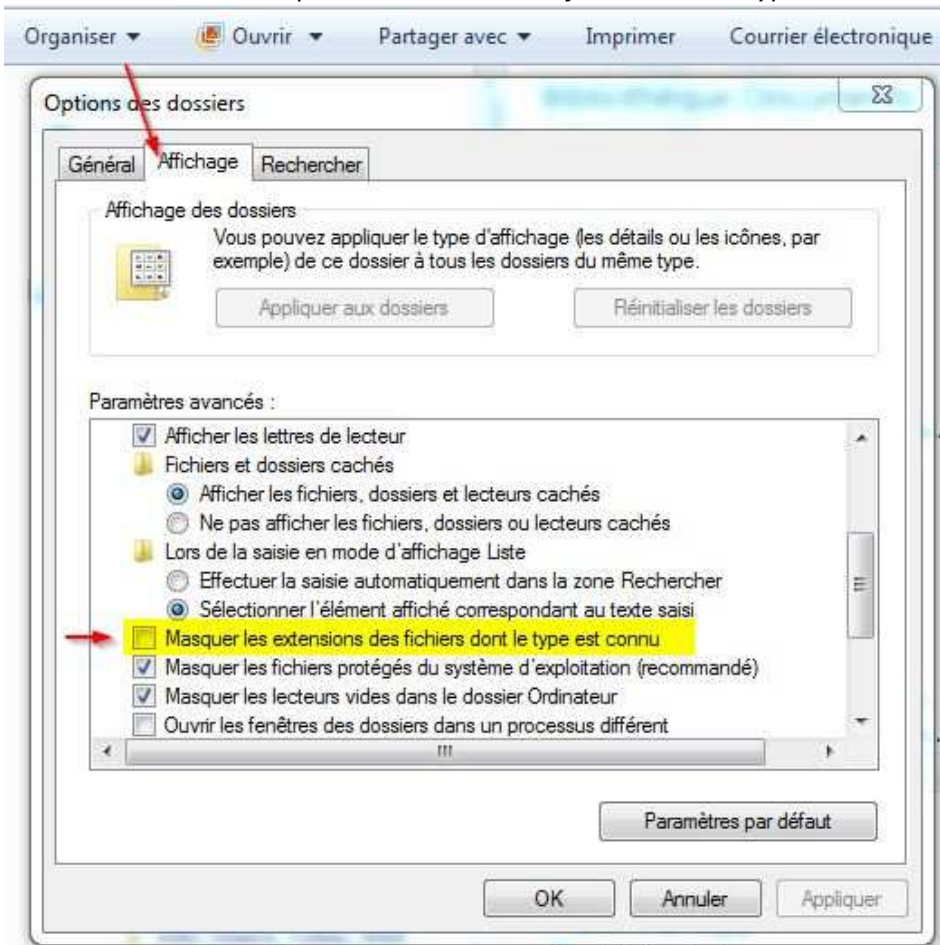 Organiser
Ouvrir
Partager avec
Imprimer
Courrier électronique
Options des dossiers
Général
Affichage
Rechercher
Affichage des dossiers
Vous pouvez appliquer le type d'affichage (les détails ou les icônes, par
exemple) de ce dossier à tous les dossiers du même type.
Appliquer aux dossiers
Réinitialiser les dossiers
Paramètres avancés :
Afficher les lettres de lecteur
Fichiers et dossiers cachés
Afficher les fichiers, dossiers et lecteurs cachés
Ne pas afficher les fichiers, dossiers ou lecteurs cachés
Lors de la saisie en mode d'affichage Liste
Effectuer la saisie automatiquement dans la zone Rechercher
Sélectionner l'élément affiché correspondant au texte saisi
Masquer les extensions des fichiers dont le type est connu
Masquer les fichiers protégés du système d'exploitation (recommandé)
Masquer les lecteurs vides dans le dossier Ordinateur
Ouvrir les fenêtres des dossiers dans un processus différent
Paramètres par défaut
OK
Annuler
Appliquer